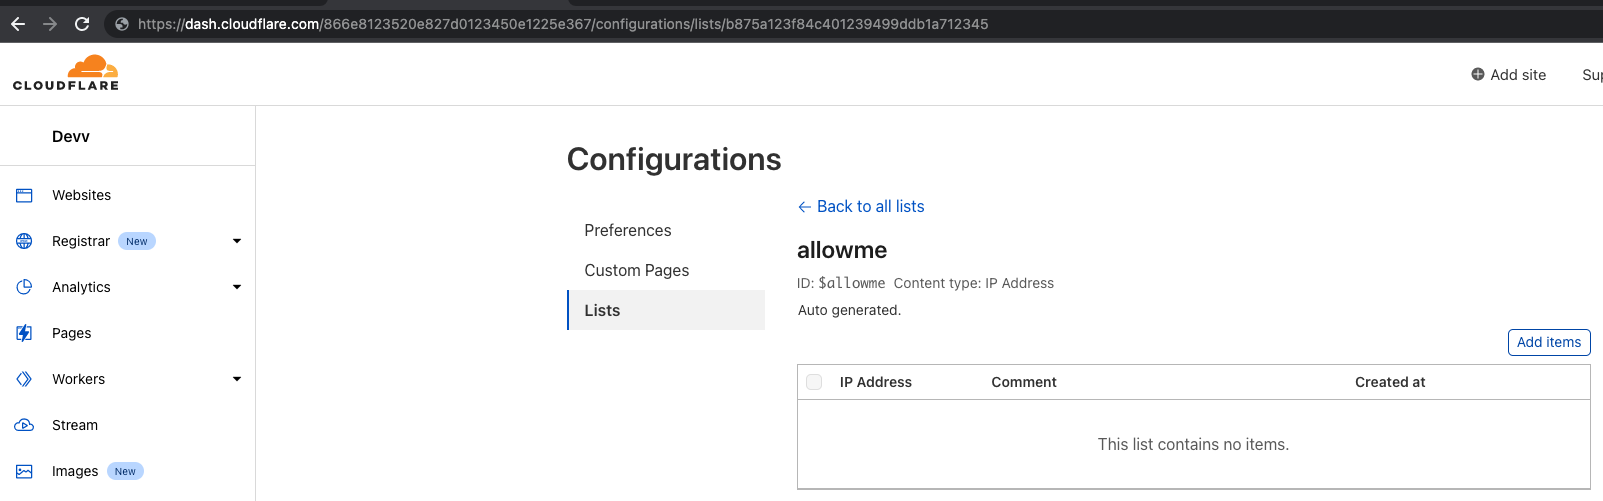 https://dash.cloudflare.com/866e8123520e827d0123450e1225e367/configurations/lists/b875a123f84c401239499ddb1a712345
CLOUDFLARE
Add site
Sup
Devv
Configurations
Websites
Registrar New
Analytics
Pages
Workers
Stream
Images New
Preferences
Custom Pages
Lists
← Back to all lists
allowme
ID: $allowme Content type: IP Address
Auto generated.
Add items
IP Address Comment Created at
This list contains no items.